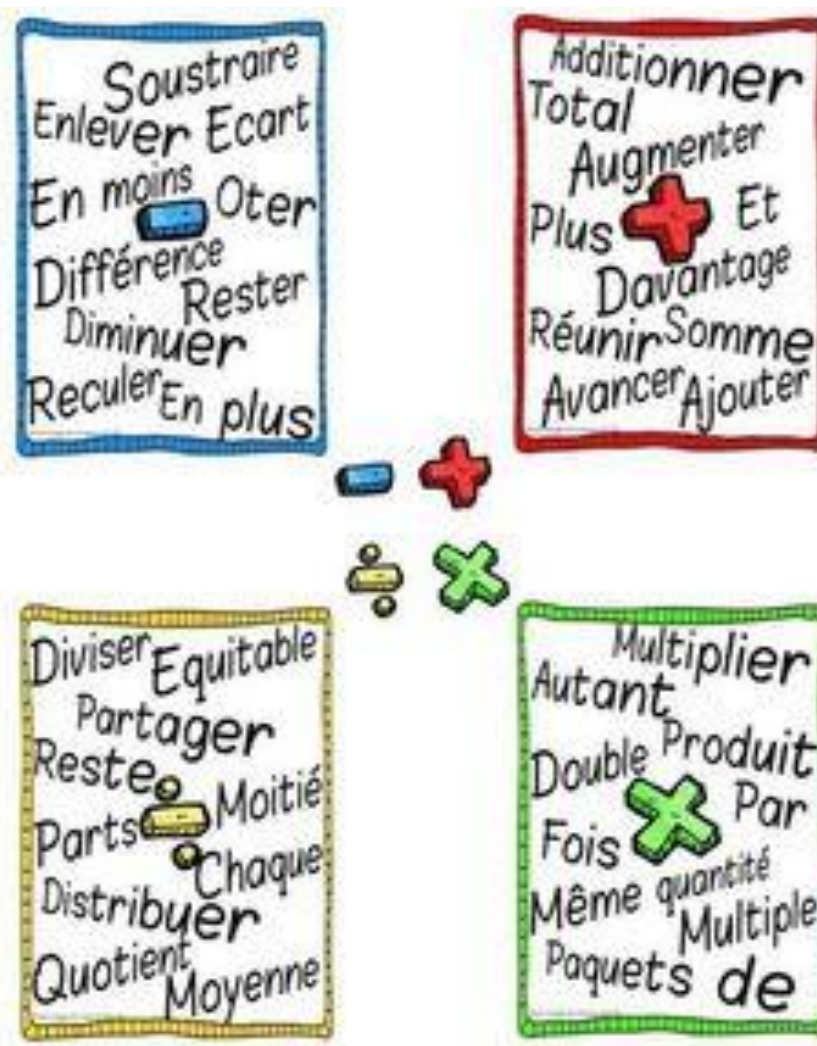 Soustraire
Enlever Ecart
En moins Oter
Différence
Rester
Diminuer
Reculer En plus
Additionner
Total
Augmenter
Plus Et
Davantage
Réunir Somme
Avancer Ajouter
Diviser Equitable
Partager
Reste Moitié
Parts Chaque
Distribuer
Quotient Moyenne
Multiplier
Autant
Produit
Double Par
Fois
Même quantité
Multiple
Paquets de